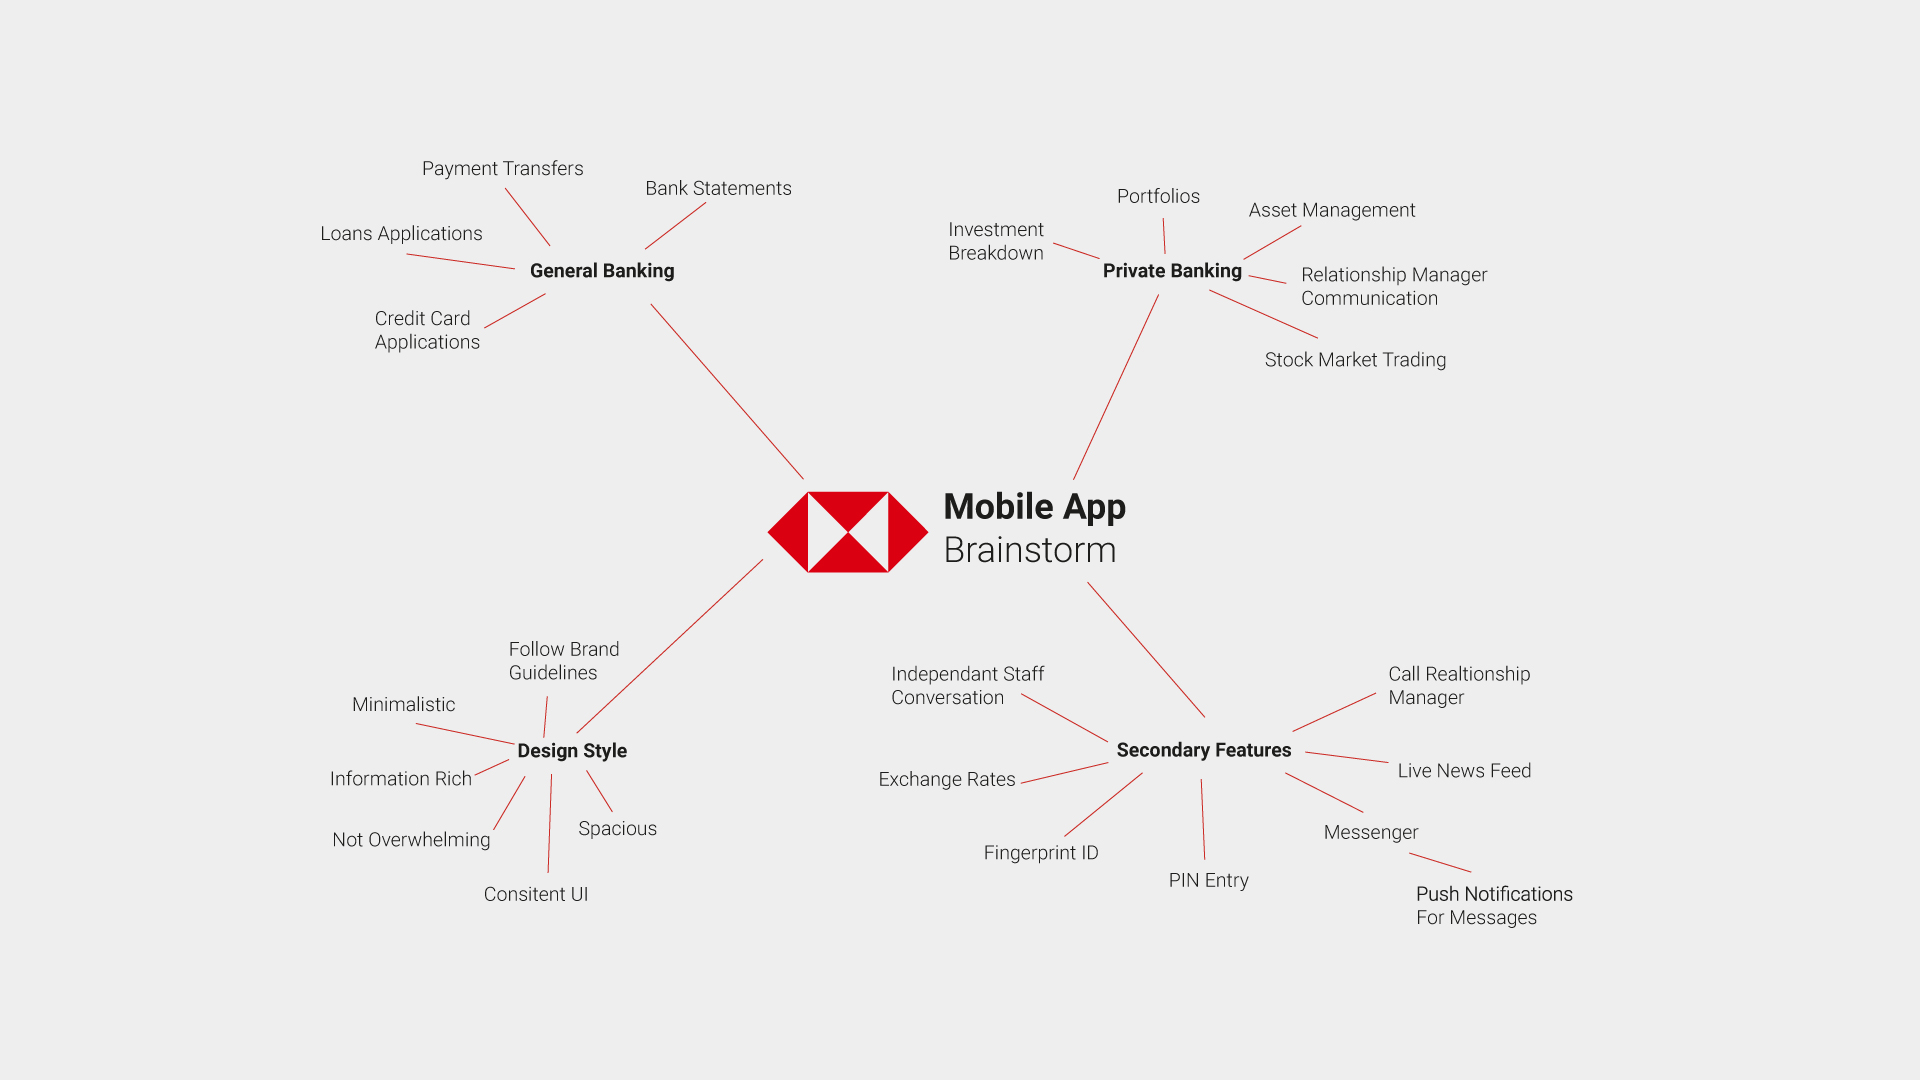 Payment Transfers
Bank Statements
Loans Applications
General Banking
Credit Card
Applications
Portfolios
Asset Management
Investment
Breakdown
Private Banking
Relationship Manager
Communication
Stock Market Trading
Mobile App
Brainstorm
Follow Brand
Guidelines
Minimalistic
Design Style
Information Rich
Not Overwhelming
Spacious
Consitent UI
Independant Staff
Conversation
Call Realtionship
Manager
Secondary Features
Exchange Rates
Live News Feed
Fingerprint ID
Messenger
PIN Entry
Push Notifications
For Messages